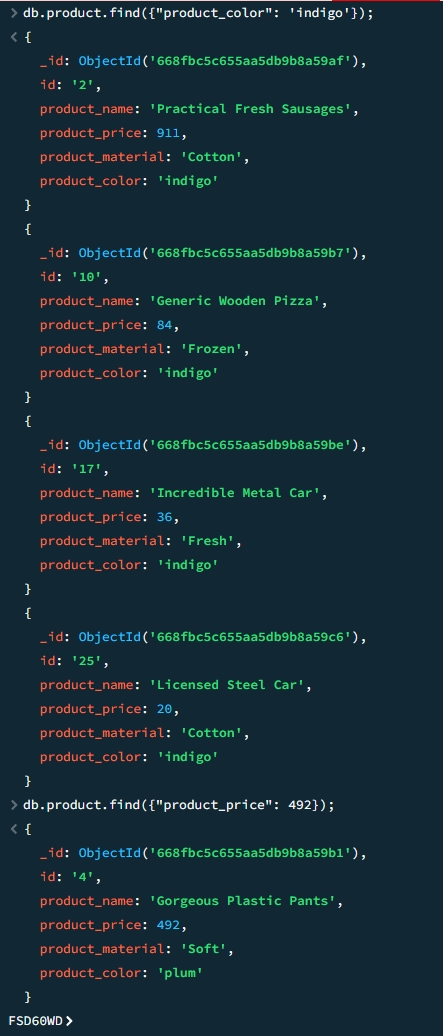 > db.product.find({"product_color": 'indigo'});
< {
_id: ObjectId('668fbc5c655aa5db9b8a59af'),
id: '2',
product_name: 'Practical Fresh Sausages',
product_price: 911,
product_material: 'Cotton',
product_color: 'indigo'
}
{
_id: ObjectId('668fbc5c655aa5db9b8a59b7'),
id: '10',
product_name: 'Generic Wooden Pizza',
product_price: 84,
product_material: 'Frozen',
product_color: 'indigo'
}
{
_id: ObjectId('668fbc5c655aa5db9b8a59be'),
id: '17',
product_name: 'Incredible Metal Car',
product_price: 36,
product_material: 'Fresh',
product_color: 'indigo'
}
{
_id: ObjectId('668fbc5c655aa5db9b8a59c6'),
id: '25',
product_name: 'Licensed Steel Car',
product_price: 20,
product_material: 'Cotton',
product_color: 'indigo'
}
> db.product.find({"product_price": 492});
< {
_id: ObjectId('668fbc5c655aa5db9b8a59b1'),
id: '4',
product_name: 'Gorgeous Plastic Pants',
product_price: 492,
product_material: 'Soft',
product_color: 'plum'
}
FSD60WD>